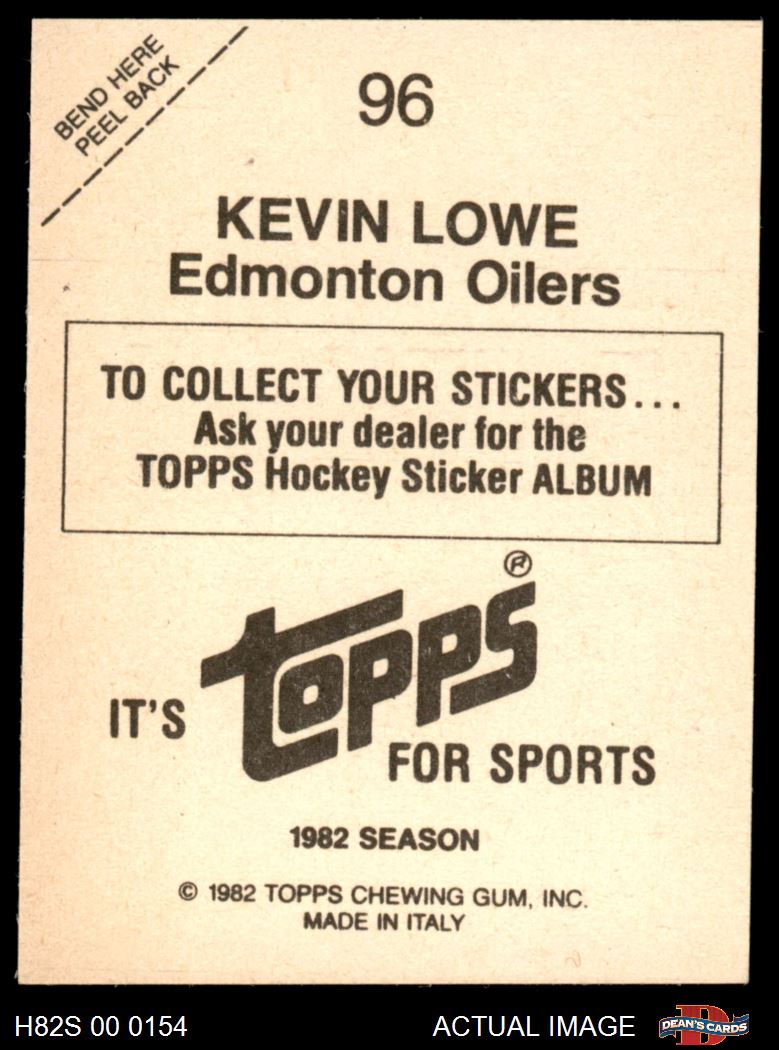 BEND HERE
PEEL BACK
96
KEVIN LOWE
Edmonton Oilers
TO COLLECT YOUR STICKERS...
Ask your dealer for the
TOPPS Hockey Sticker ALBUM
IT'S topps ®
FOR SPORTS
1982 SEASON
© 1982 TOPPS CHEWING GUM, INC.
MADE IN ITALY
H82S 00 0154
ACTUAL IMAGE
D
DEAN'S CARDS